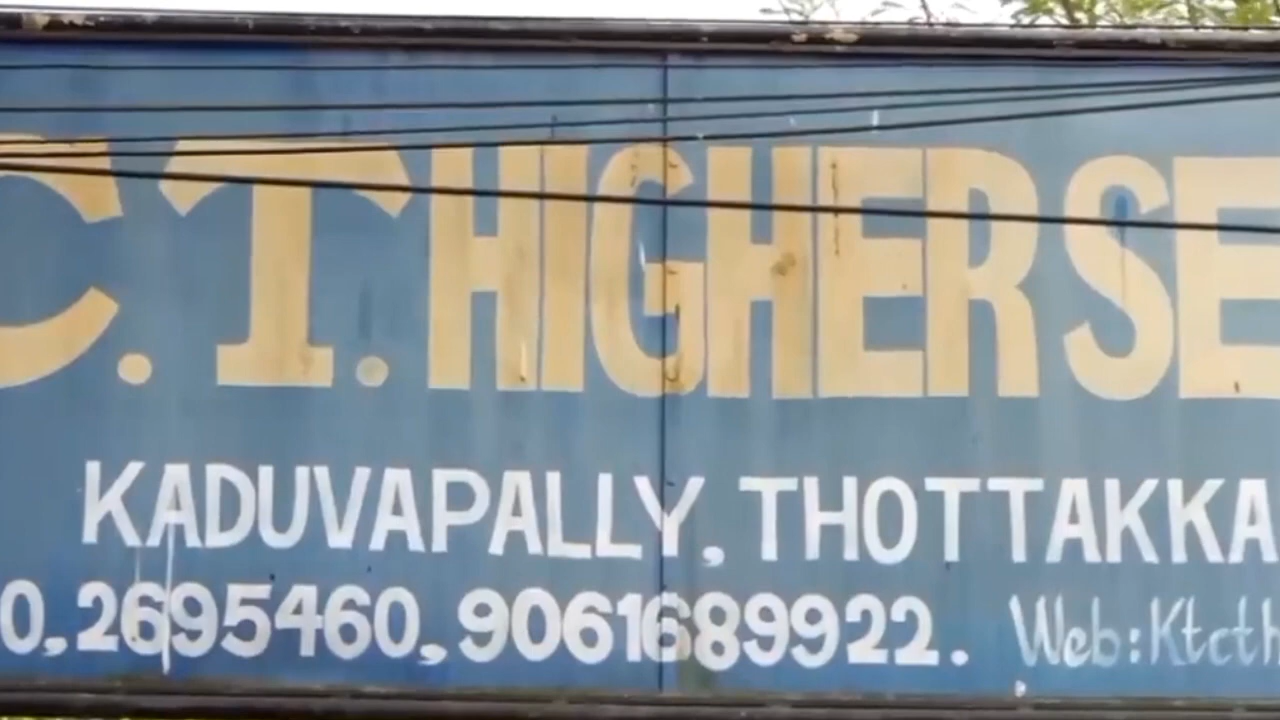 C.T. HIGHER SE
KADUVAPALLY, THOTTAKKA
0, 2695460, 9061689922. Web: Ktcth